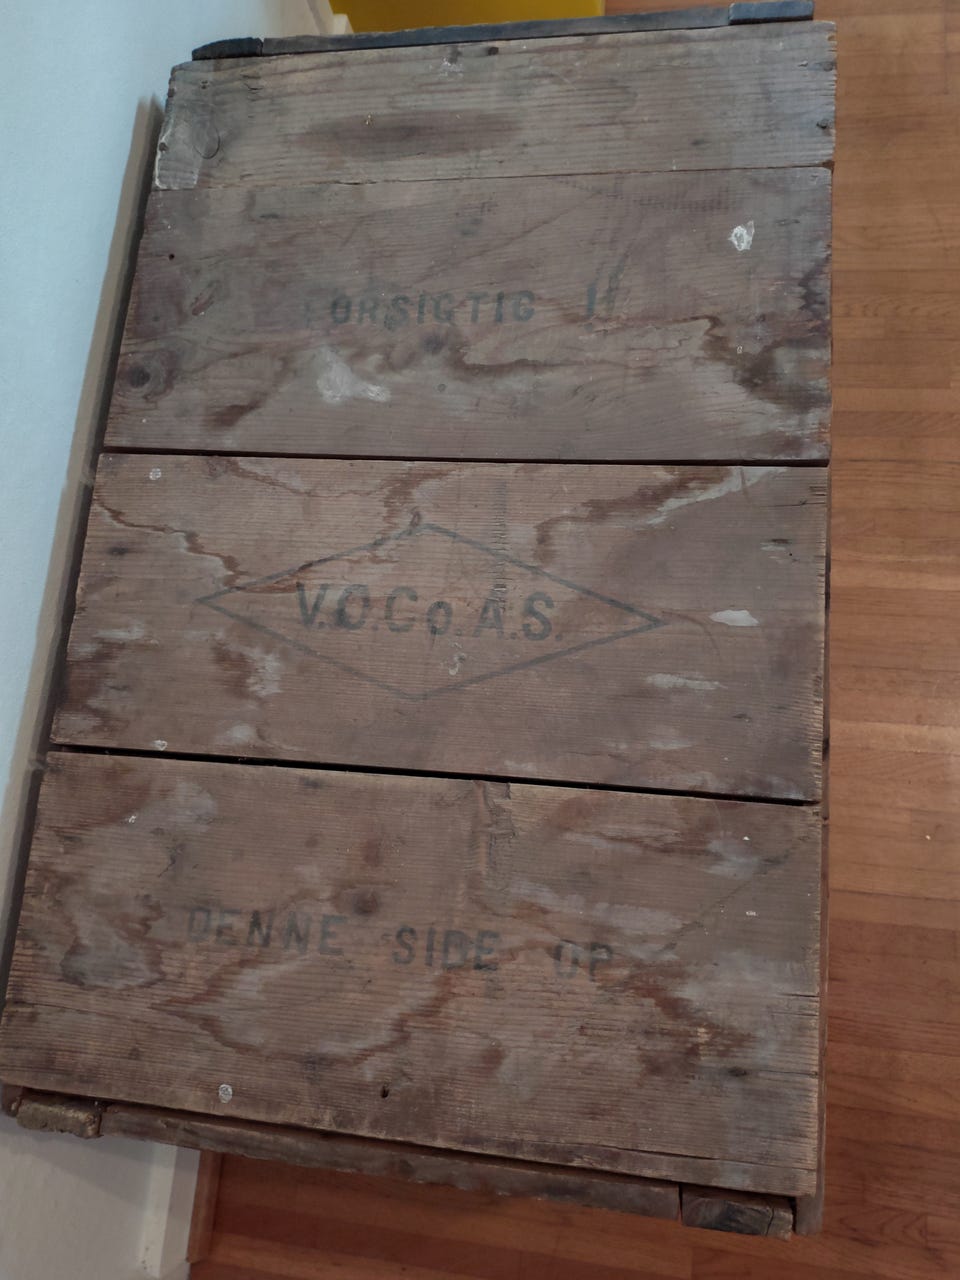 FORSIGTIG !!
V.O.Co.A.S.
DENNE SIDE OP